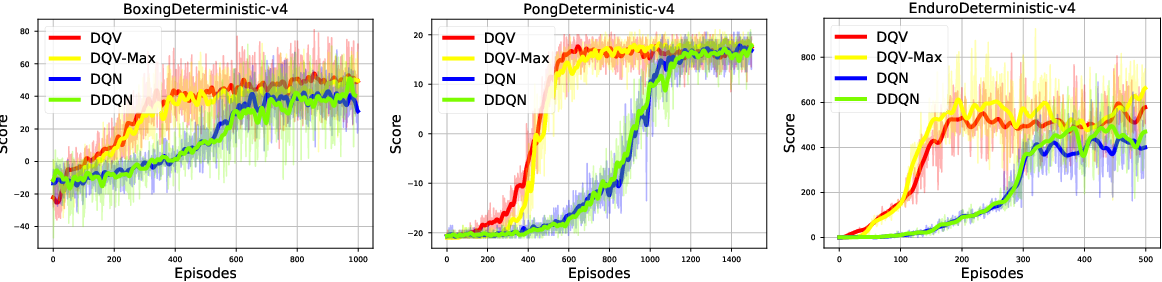 BoxingDeterministic-v4
DQV
DQV-Max
DQN
DDQN
80
60
40
20
0
−20
−40
Score
0
200
400
600
800
1000
Episodes
PongDeterministic-v4
DQV
DQV-Max
DQN
DDQN
20
10
0
−10
−20
Score
0
200
400
600
800
1000
1200
1400
Episodes
EnduroDeterministic-v4
DQV
DQV-Max
DQN
DDQN
800
600
400
200
0
Score
0
100
200
300
400
500
Episodes